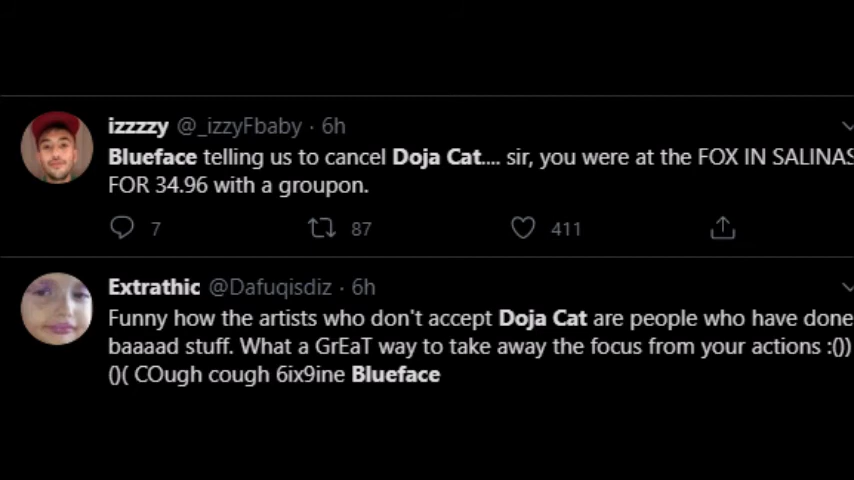 izzzzy @_izzyFbaby · 6h
Blueface telling us to cancel Doja Cat.... sir, you were at the FOX IN SALINAS
FOR 34.96 with a groupon.
7 87 411
Extrathic @Dafuqisdiz · 6h
Funny how the artists who don't accept Doja Cat are people who have done
baaaad stuff. What a GrEaT way to take away the focus from your actions :())
()( COugh cough 6ix9ine Blueface